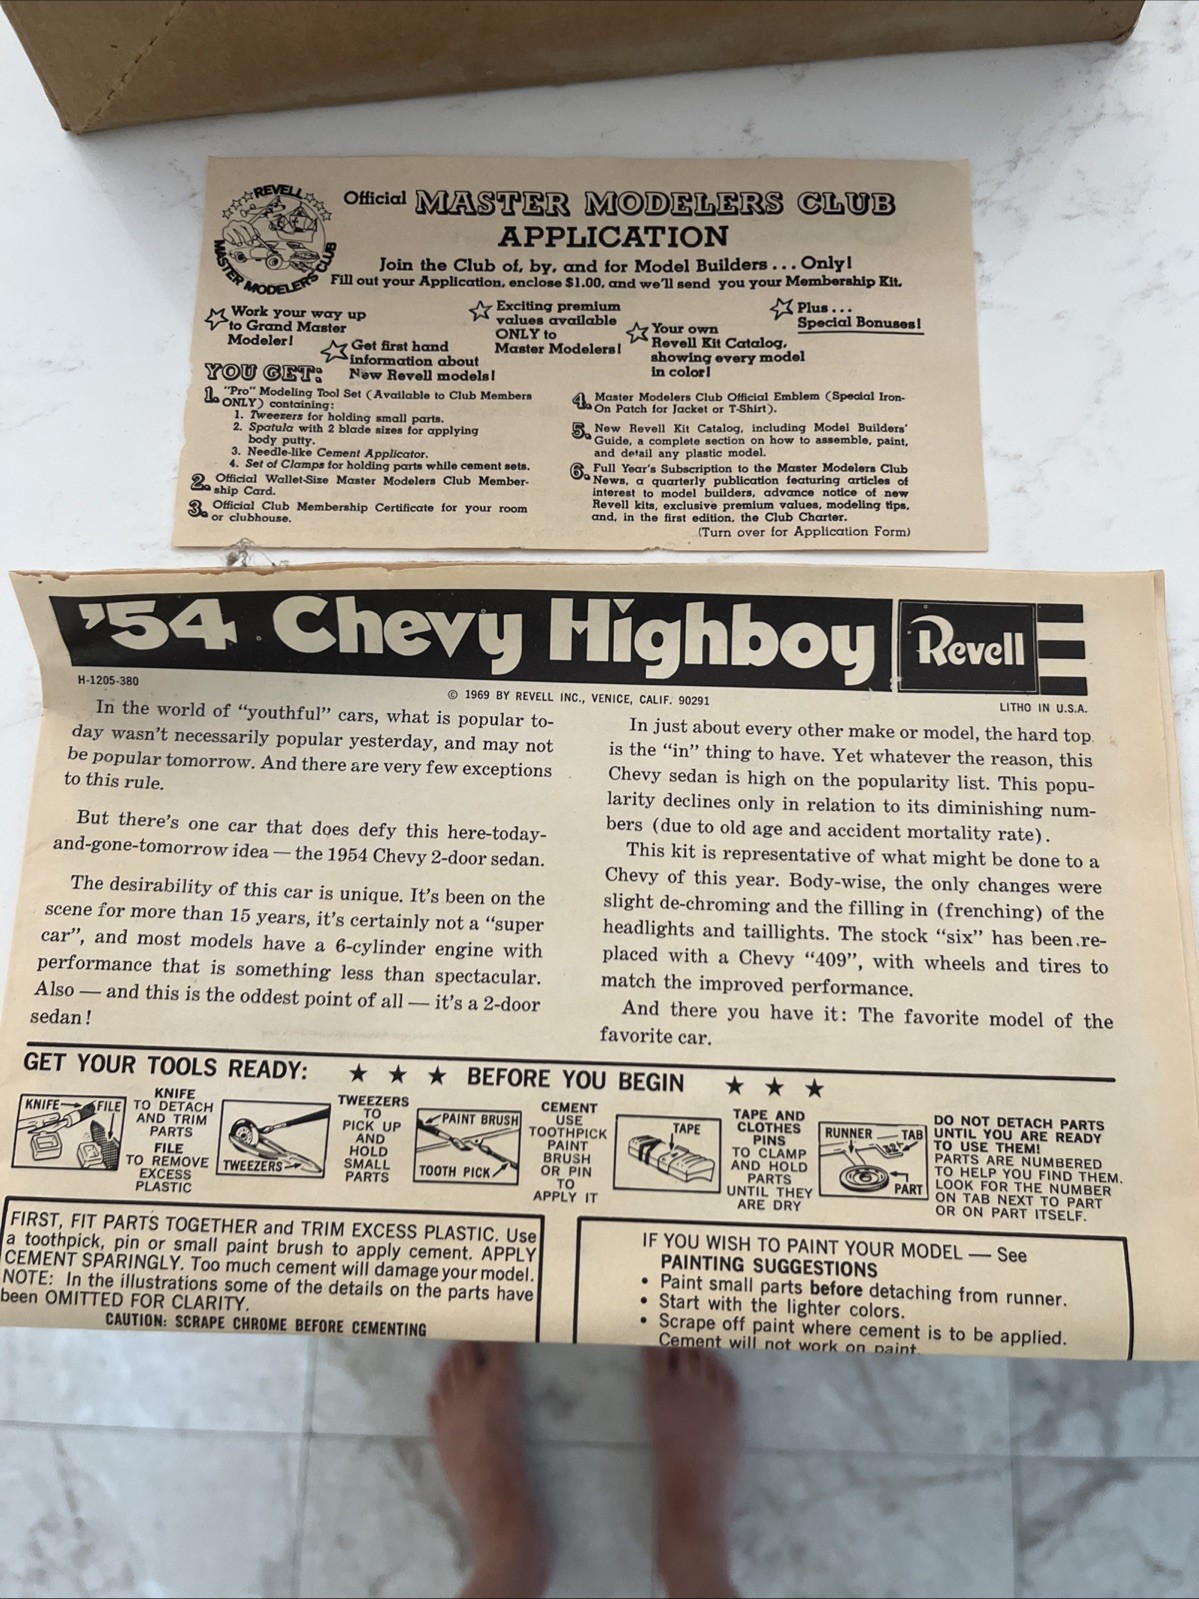 REVELL
MASTER MODELERS CLUB
Official MASTER MODELERS CLUB
APPLICATION
Join the Club of, by, and for Model Builders . . . Only!
Fill out your Application, enclose $1.00, and we'll send you your Membership Kit.
Work your way up
to Grand Master
Modeler!
Get first hand
information about
New Revell models!
Exciting premium
values available
ONLY to
Master Modelers!
Your own
Revell Kit Catalog,
showing every model
in color!
Plus . . .
Special Bonuses!
YOU GET:
1. "Pro" Modeling Tool Set (Available to Club Members
ONLY) containing:
1. Tweezers for holding small parts.
2. Spatula with 2 blade sizes for applying
body putty.
3. Needle-like Cement Applicator.
4. Set of Clamps for holding parts while cement sets.
2. Official Wallet-Size Master Modelers Club Member-
ship Card.
3. Official Club Membership Certificate for your room
or clubhouse.
4. Master Modelers Club Official Emblem (Special Iron-
On Patch for Jacket or T-Shirt).
5. New Revell Kit Catalog, including Model Builders'
Guide, a complete section on how to assemble, paint,
and detail any plastic model.
6. Full Year's Subscription to the Master Modelers Club
News, a quarterly publication featuring articles of
interest to model builders, advance notice of new
Revell kits, exclusive premium values, modeling tips,
and, in the first edition, the Club Charter.
(Turn over for Application Form)
'54 Chevy Highboy
Revell
H-1205-380
© 1969 BY REVELL INC., VENICE, CALIF. 90291
LITHO IN U.S.A.
In the world of "youthful" cars, what is popular to-
day wasn't necessarily popular yesterday, and may not
be popular tomorrow. And there are very few exceptions
to this rule.
But there's one car that does defy this here-today-
and-gone-tomorrow idea — the 1954 Chevy 2-door sedan.
The desirability of this car is unique. It's been on the
scene for more than 15 years, it's certainly not a "super
car", and most models have a 6-cylinder engine with
performance that is something less than spectacular.
Also — and this is the oddest point of all — it's a 2-door
sedan!
In just about every other make or model, the hard top
is the "in" thing to have. Yet whatever the reason, this
Chevy sedan is high on the popularity list. This popu-
larity declines only in relation to its diminishing num-
bers (due to old age and accident mortality rate).
This kit is representative of what might be done to a
Chevy of this year. Body-wise, the only changes were
slight de-chroming and the filling in (frenching) of the
headlights and taillights. The stock "six" has been re-
placed with a Chevy "409", with wheels and tires to
match the improved performance.
And there you have it: The favorite model of the
favorite car.
GET YOUR TOOLS READY: ★ ★ ★ BEFORE YOU BEGIN ★ ★ ★
KNIFE FILE
KNIFE
TO DETACH
AND TRIM
PARTS
FILE
TO REMOVE
EXCESS
PLASTIC
TWEEZERS
TWEEZERS
TO
PICK UP
AND
HOLD
SMALL
PARTS
PAINT BRUSH
TOOTH PICK
CEMENT
USE
TOOTHPICK
PAINT
BRUSH
OR PIN
TO
APPLY IT
TAPE
TAPE AND
CLOTHES
PINS
TO CLAMP
AND HOLD
PARTS
UNTIL THEY
ARE DRY
RUNNER TAB
PART
DO NOT DETACH PARTS
UNTIL YOU ARE READY
TO USE THEM!
PARTS ARE NUMBERED
TO HELP YOU FIND THEM.
LOOK FOR THE NUMBER
ON TAB NEXT TO PART
OR ON PART ITSELF.
FIRST, FIT PARTS TOGETHER and TRIM EXCESS PLASTIC. Use
a toothpick, pin or small paint brush to apply cement. APPLY
CEMENT SPARINGLY. Too much cement will damage your model.
NOTE: In the illustrations some of the details on the parts have
been OMITTED FOR CLARITY.
CAUTION: SCRAPE CHROME BEFORE CEMENTING
IF YOU WISH TO PAINT YOUR MODEL — See
PAINTING SUGGESTIONS
• Paint small parts before detaching from runner.
• Start with the lighter colors.
• Scrape off paint where cement is to be applied.
Cement will not work on paint.